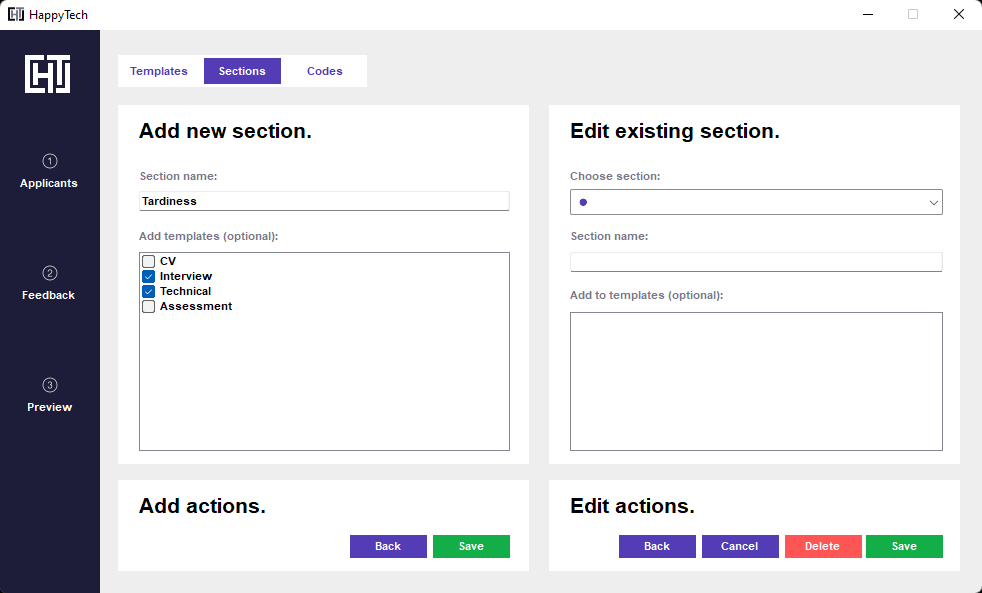 HappyTech
Templates Sections Codes
1
Applicants
2
Feedback
3
Preview
Add new section.
Section name:
Tardiness
Add templates (optional):
CV
Interview
Technical
Assessment
Add actions.
Back Save
Edit existing section.
Choose section:
Section name:
Add to templates (optional):
Edit actions.
Back Cancel Delete Save